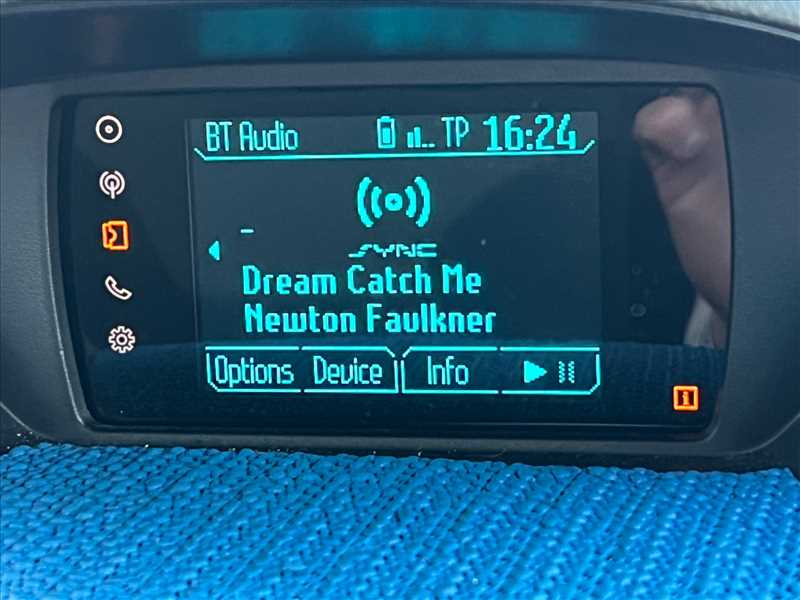 BT Audio TP 16:24
SYNC
Dream Catch Me
Newton Faulkner
Options Device Info
i